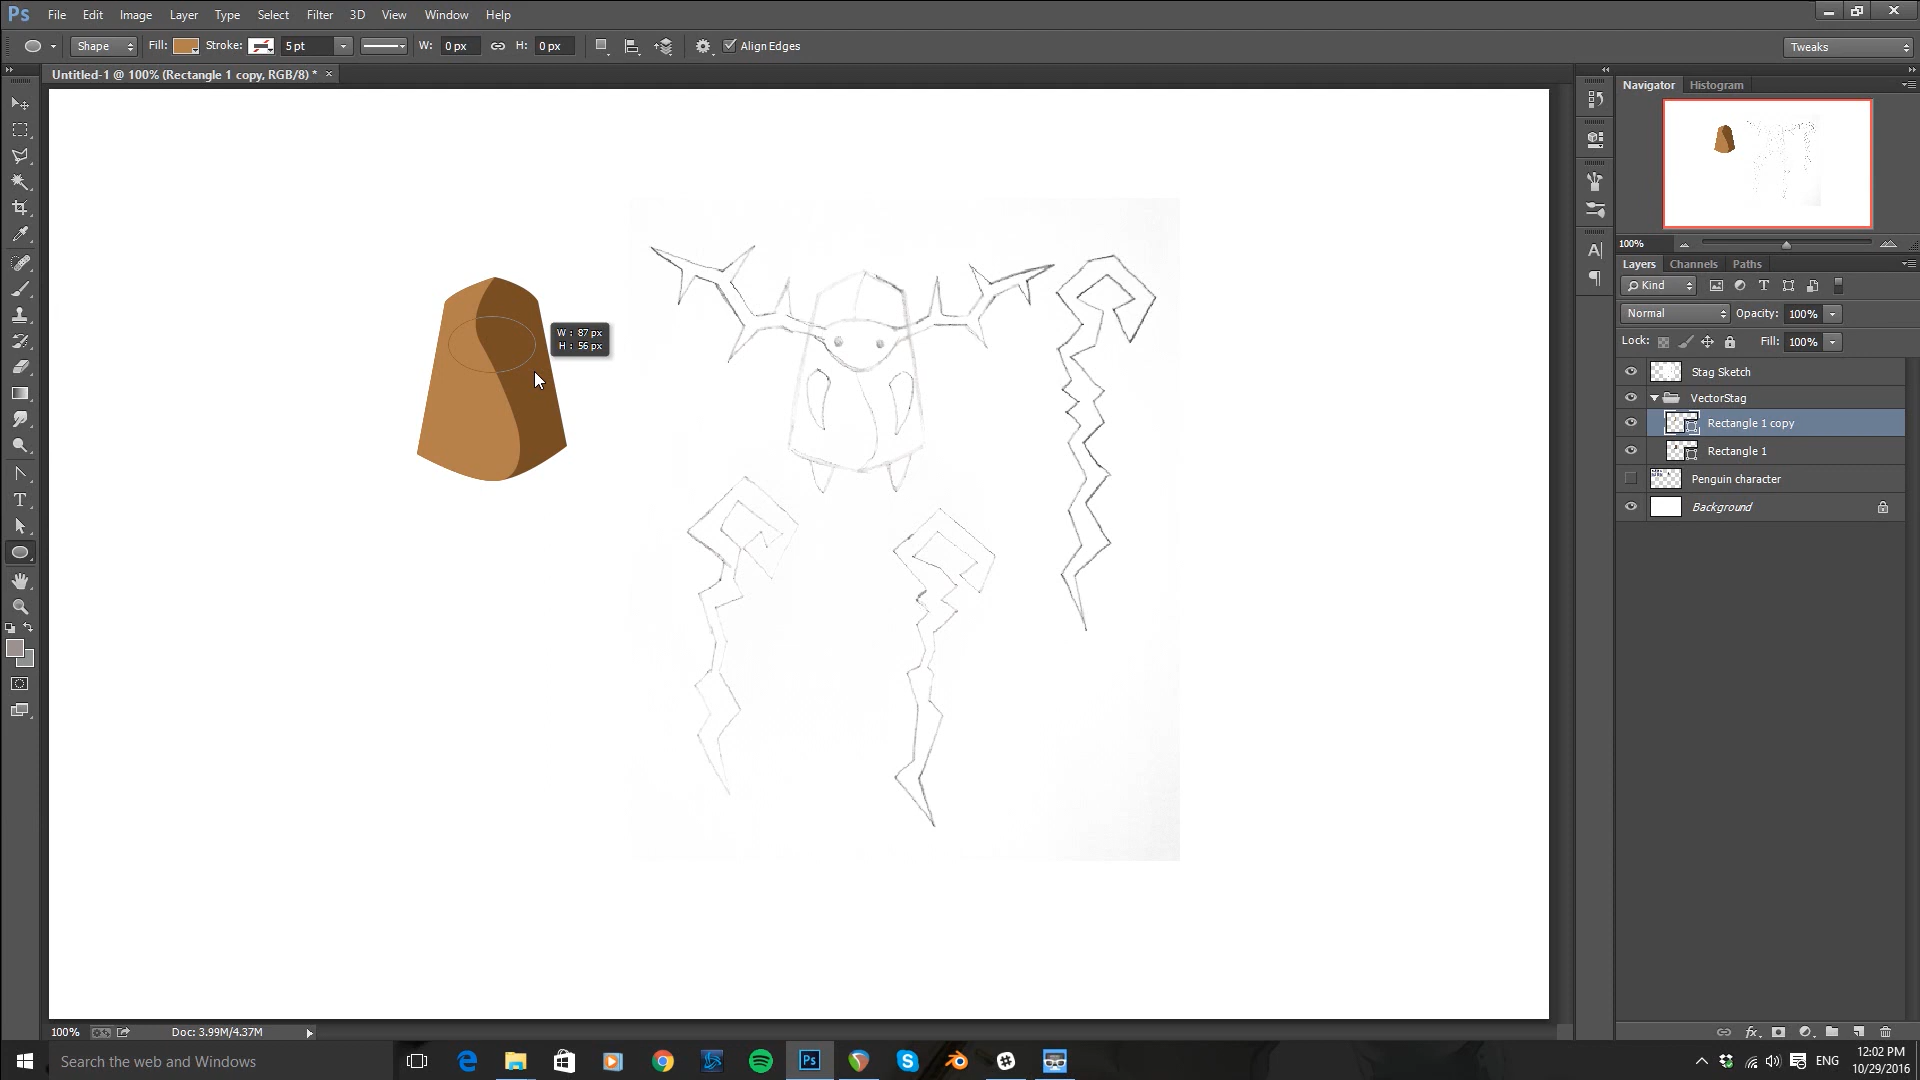 Ps File Edit Image Layer Type Select Filter 3D View Window Help
Shape Fill: Stroke: 5 pt W: 0 px H: 0 px Align Edges Tweaks
Untitled-1 @ 100% (Rectangle 1 copy, RGB/8) * ×
Navigator Histogram
100%
Layers Channels Paths
Kind
Normal Opacity: 100%
Lock: Fill: 100%
Stag Sketch
VectorStag
Rectangle 1 copy
Rectangle 1
Penguin character
Background
W : 87 px
H : 56 px
100% Doc: 3.99M/4.37M
Search the web and Windows
ENG
12:02 PM
10/29/2016